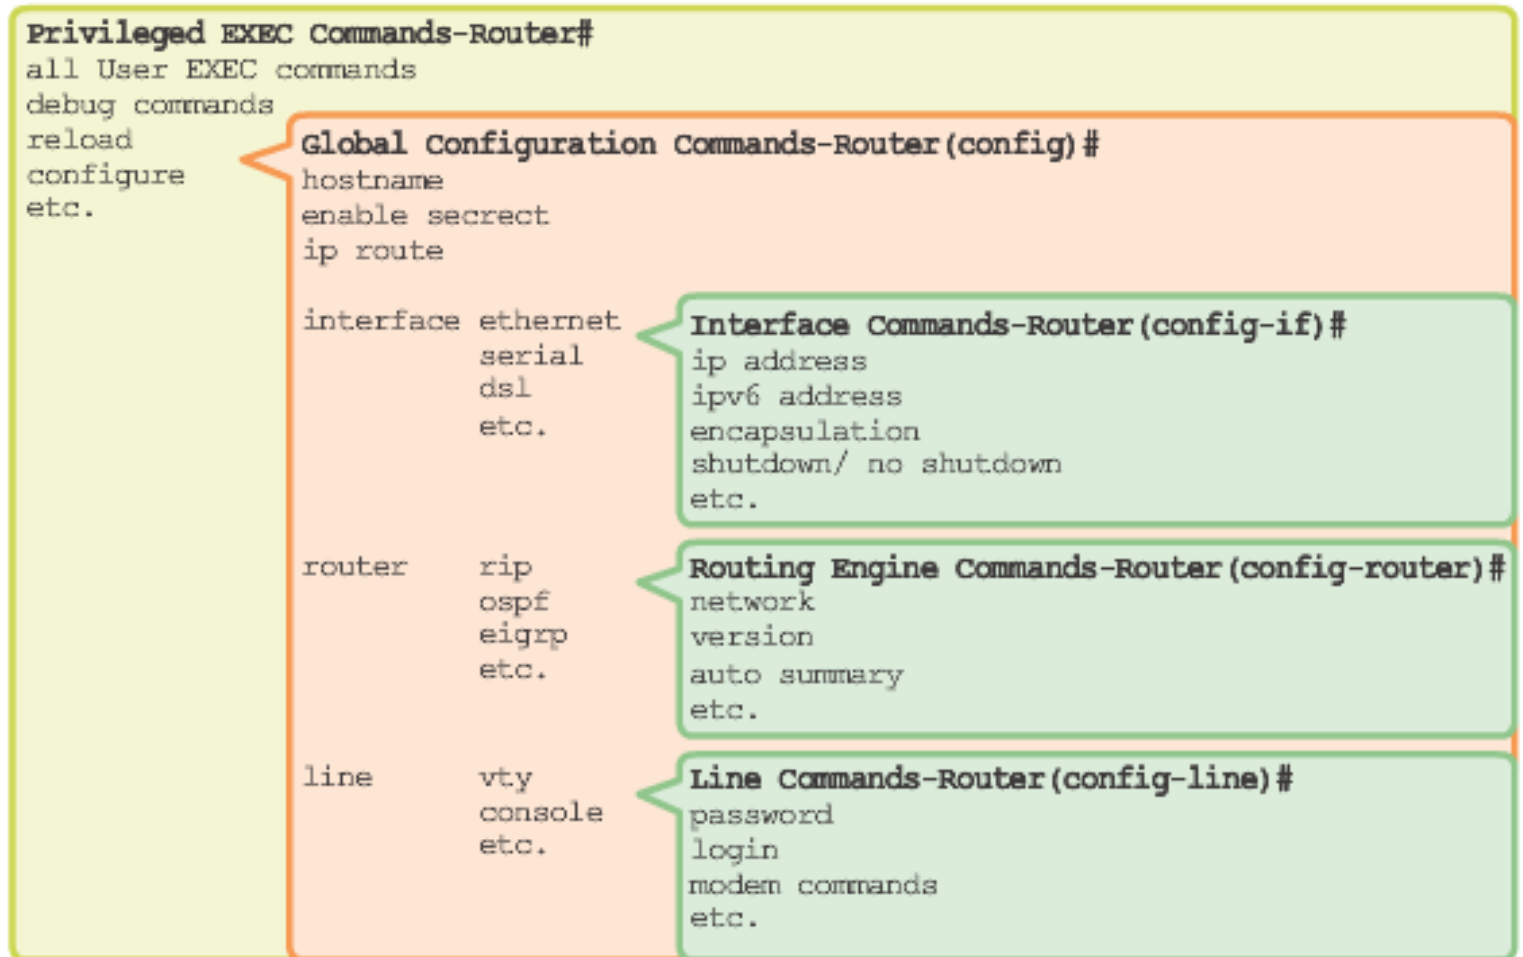 Privileged EXEC Commands-Router#
all User EXEC commands
debug commands
reload
configure
etc.
Global Configuration Commands-Router(config)#
hostname
enable secrect
ip route
interface ethernet
serial
dsl
etc.
Interface Commands-Router(config-if)#
ip address
ipv6 address
encapsulation
shutdown/ no shutdown
etc.
router rip
ospf
eigrp
etc.
Routing Engine Commands-Router(config-router)#
network
version
auto summary
etc.
line vty
console
etc.
Line Commands-Router(config-line)#
password
login
modem commands
etc.